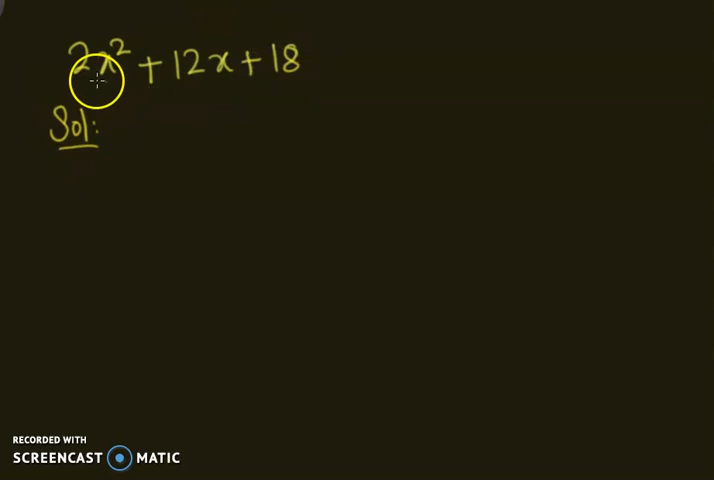 2x² + 12x + 18
Sol:
RECORDED WITH
SCREENCAST MATIC